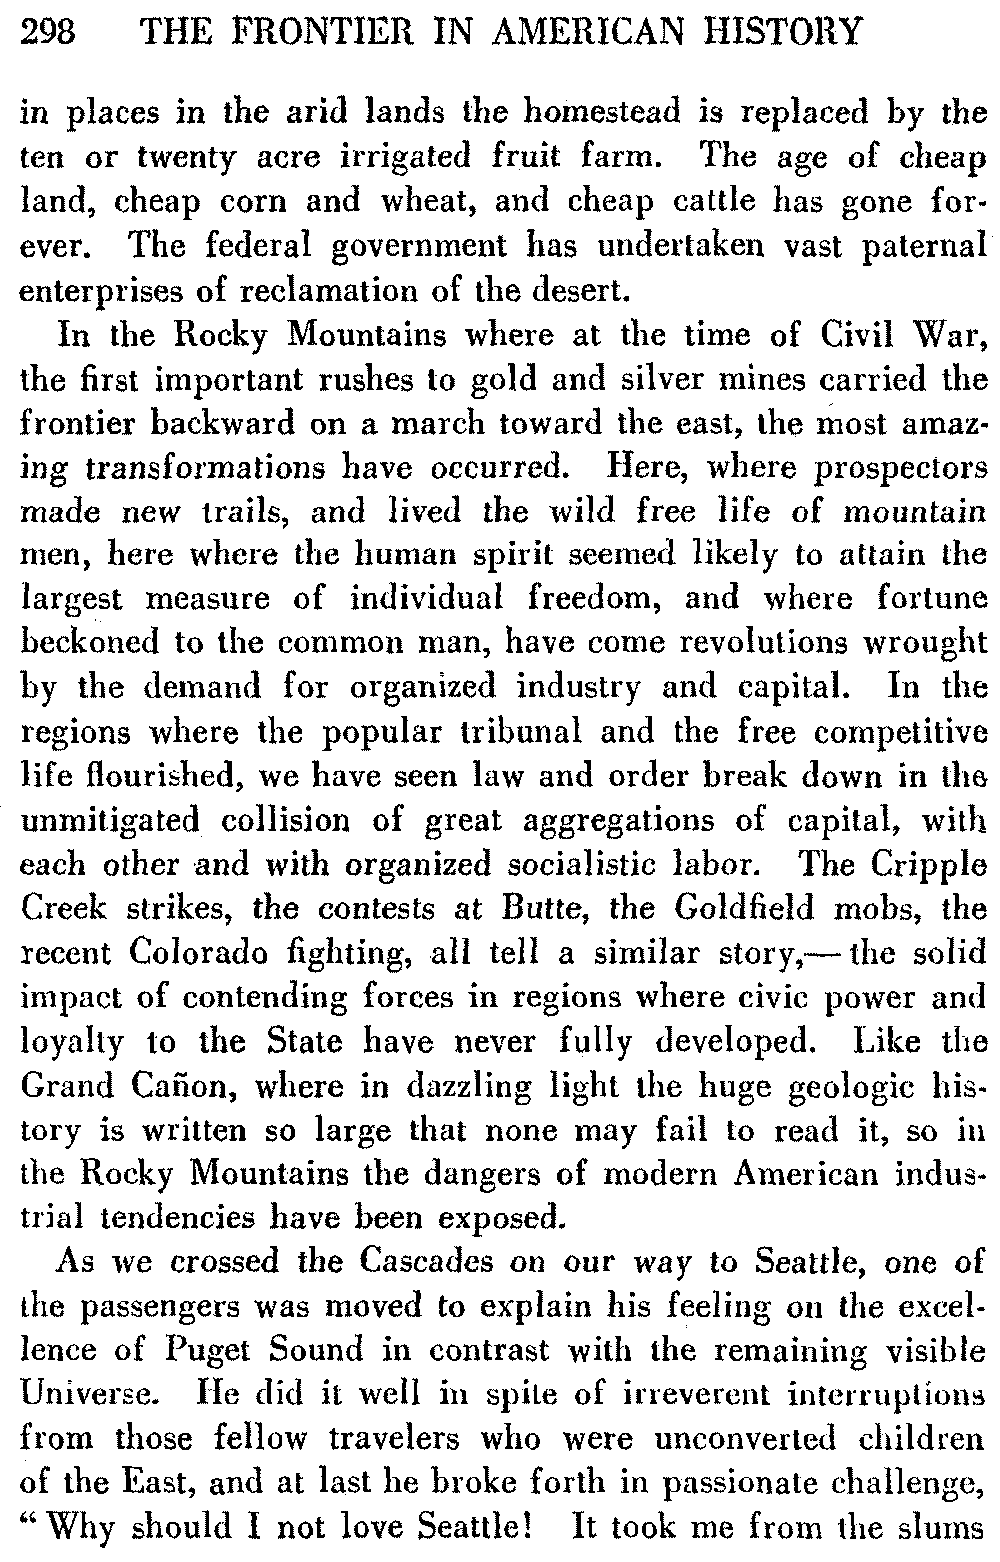 298 THE FRONTIER IN AMERICAN HISTORY
in places in the arid lands the homestead is replaced by the
ten or twenty acre irrigated fruit farm. The age of cheap
land, cheap corn and wheat, and cheap cattle has gone for-
ever. The federal government has undertaken vast paternal
enterprises of reclamation of the desert.
In the Rocky Mountains where at the time of Civil War,
the first important rushes to gold and silver mines carried the
frontier backward on a march toward the east, the most amaz-
ing transformations have occurred. Here, where prospectors
made new trails, and lived the wild free life of mountain
men, here where the human spirit seemed likely to attain the
largest measure of individual freedom, and where fortune
beckoned to the common man, have come revolutions wrought
by the demand for organized industry and capital. In the
regions where the popular tribunal and the free competitive
life flourished, we have seen law and order break down in the
unmitigated collision of great aggregations of capital, with
each other and with organized socialistic labor. The Cripple
Creek strikes, the contests at Butte, the Goldfield mobs, the
recent Colorado fighting, all tell a similar story,— the solid
impact of contending forces in regions where civic power and
loyalty to the State have never fully developed. Like the
Grand Cañon, where in dazzling light the huge geologic his-
tory is written so large that none may fail to read it, so in
the Rocky Mountains the dangers of modern American indus-
trial tendencies have been exposed.
As we crossed the Cascades on our way to Seattle, one of
the passengers was moved to explain his feeling on the excel-
lence of Puget Sound in contrast with the remaining visible
Universe. He did it well in spite of irreverent interruptions
from those fellow travelers who were unconverted children
of the East, and at last he broke forth in passionate challenge,
“ Why should I not love Seattle! It took me from the slums